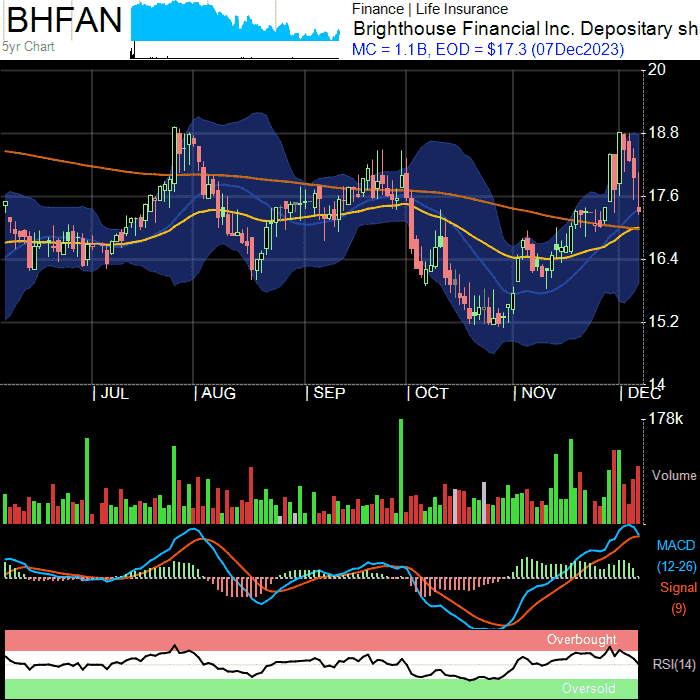 BHFAN
5yr Chart
Finance | Life Insurance
Brighthouse Financial Inc. Depositary sh
MC = 1.1B, EOD = $17.3 (07Dec2023)
20
18.8
17.6
16.4
15.2
14
JUL AUG SEP OCT NOV DEC
178k
Volume
MACD
(12-26)
Signal
(9)
Overbought
RSI(14)
Oversold